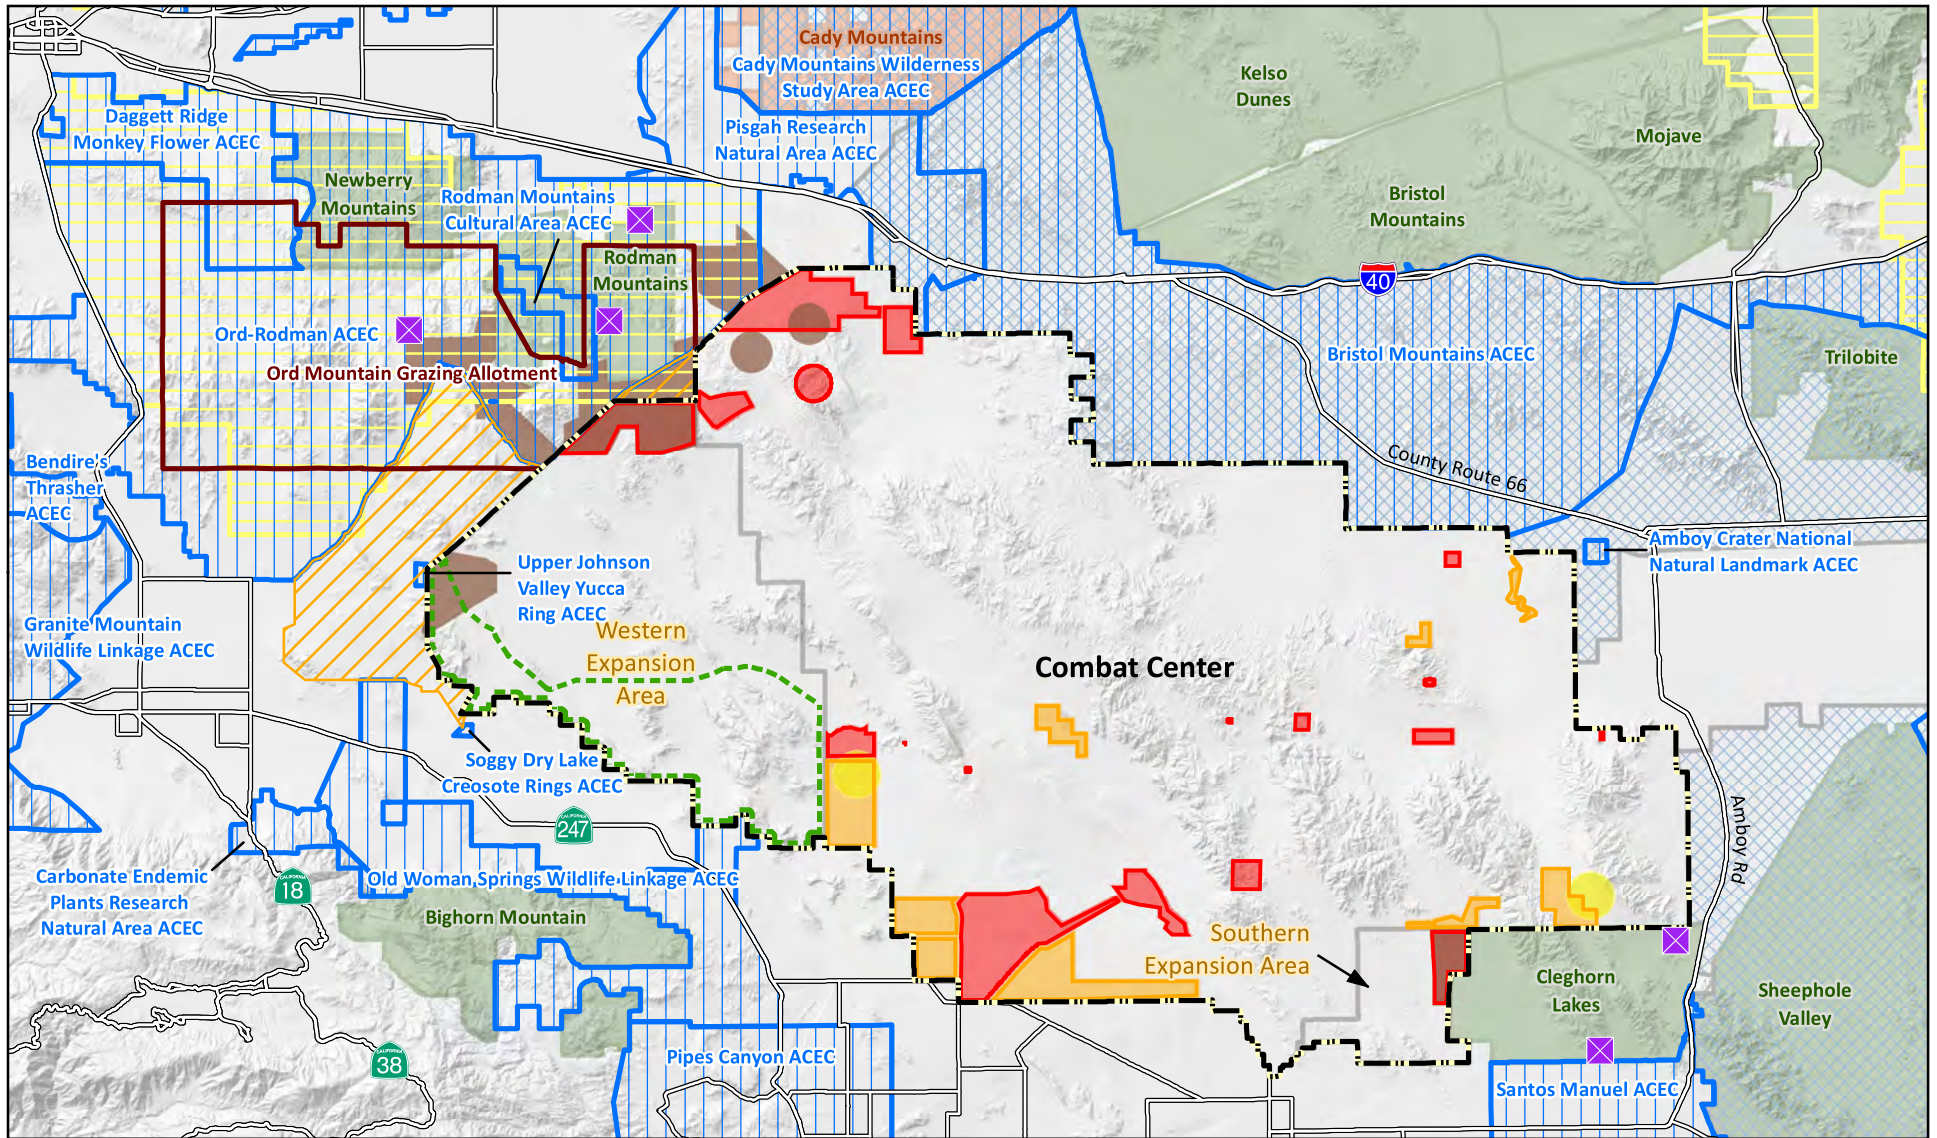 Cady Mountains
Cady Mountains Wilderness
Study Area ACEC
Kelso
Dunes
Daggett Ridge
Monkey Flower ACEC
Pisgah Research
Natural Area ACEC
Mojave
Newberry
Mountains
Rodman Mountains
Cultural Area ACEC
Bristol
Mountains
Rodman
Mountains
40
Ord-Rodman ACEC
Ord Mountain Grazing Allotment
Bristol Mountains ACEC
Trilobite
County Route 66
Bendire's
Thrasher
ACEC
Amboy Crater National
Natural Landmark ACEC
Upper Johnson
Valley Yucca
Ring ACEC
Granite Mountain
Wildlife Linkage ACEC
Western
Expansion
Area
Combat Center
Soggy Dry Lake
Creosote Rings ACEC
CALIFORNIA
247
Amboy Rd
Carbonate Endemic
Plants Research
Natural Area ACEC
CALIFORNIA
18
Old Woman Springs Wildlife Linkage ACEC
Bighorn Mountain
Southern
Expansion Area
Cleghorn
Lakes
Sheephole
Valley
CALIFORNIA
38
Pipes Canyon ACEC
Santos Manuel ACEC